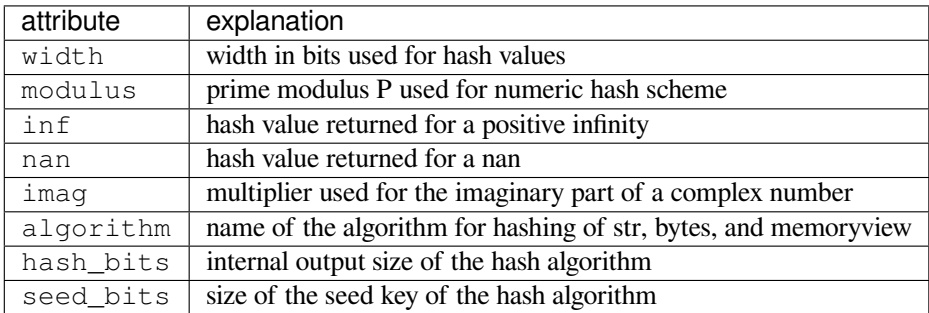 attribute explanation
width width in bits used for hash values
modulus prime modulus P used for numeric hash scheme
inf hash value returned for a positive infinity
nan hash value returned for a nan
imag multiplier used for the imaginary part of a complex number
algorithm name of the algorithm for hashing of str, bytes, and memoryview
hash_bits internal output size of the hash algorithm
seed_bits size of the seed key of the hash algorithm